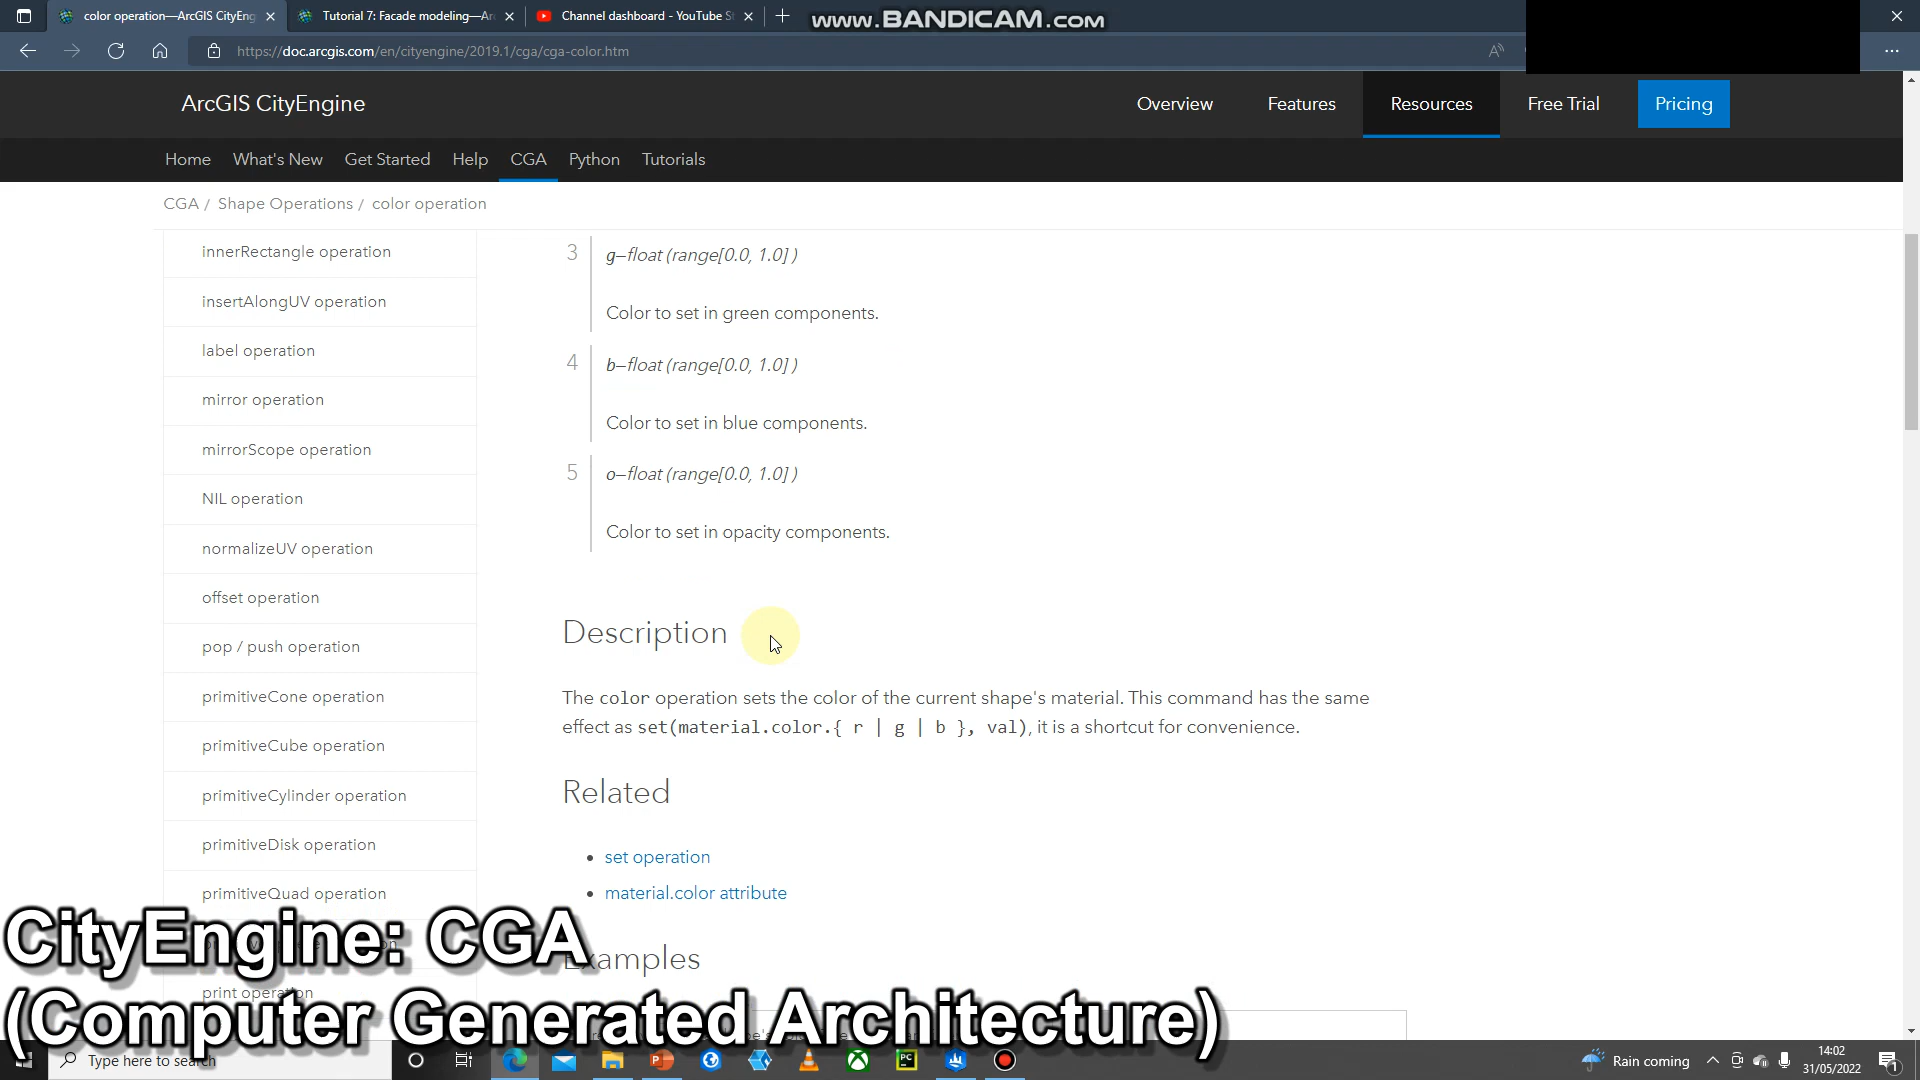 color operation—ArcGIS CityEng
Tutorial 7: Facade modeling—Ar
Channel dashboard - YouTube St
www.BANDICAM.com
https://doc.arcgis.com/en/cityengine/2019.1/cga/cga-color.htm
ArcGIS CityEngine
Overview
Features
Resources
Free Trial
Pricing
Home
What's New
Get Started
Help
CGA
Python
Tutorials
CGA / Shape Operations / color operation
innerRectangle operation
insertAlongUV operation
label operation
mirror operation
mirrorScope operation
NIL operation
normalizeUV operation
offset operation
pop / push operation
primitiveCone operation
primitiveCube operation
primitiveCylinder operation
primitiveDisk operation
primitiveQuad operation
print operation
3 g—float (range[0.0, 1.0] )
Color to set in green components.
4 b—float (range[0.0, 1.0] )
Color to set in blue components.
5 o—float (range[0.0, 1.0] )
Color to set in opacity components.
Description
The color operation sets the color of the current shape's material. This command has the same
effect as set(material.color.{ r | g | b }, val), it is a shortcut for convenience.
Related
• set operation
• material.color attribute
Examples
CityEngine: CGA
(Computer Generated Architecture)
Type here to search
PC
Rain coming
14:02
31/05/2022
1